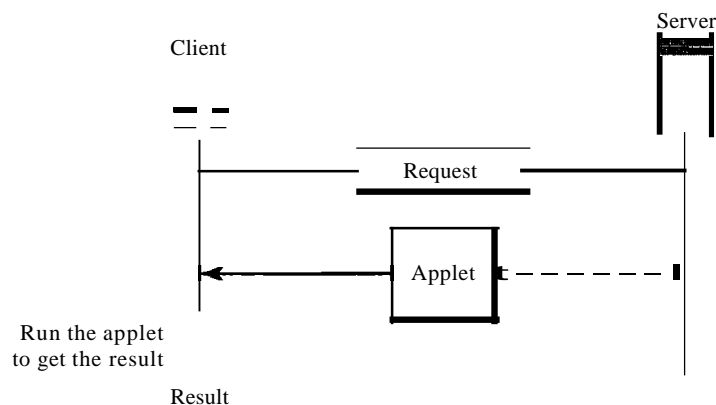 Server
Client
Request
Applet
Run the applet
to get the result
Result